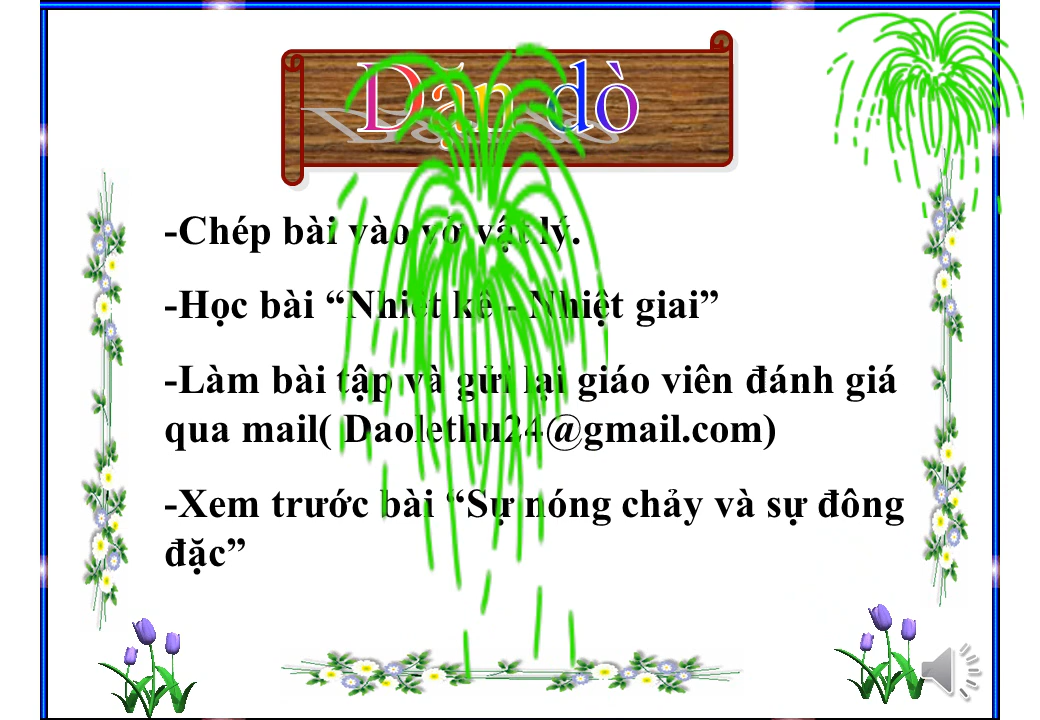 Dặn dò
-Chép bài vào vở vật lý.
-Học bài “Nhiệt kế - Nhiệt giai”
-Làm bài tập và gửi lại giáo viên đánh giá
qua mail( Daolethu24@gmail.com)
-Xem trước bài “Sự nóng chảy và sự đông
đặc”